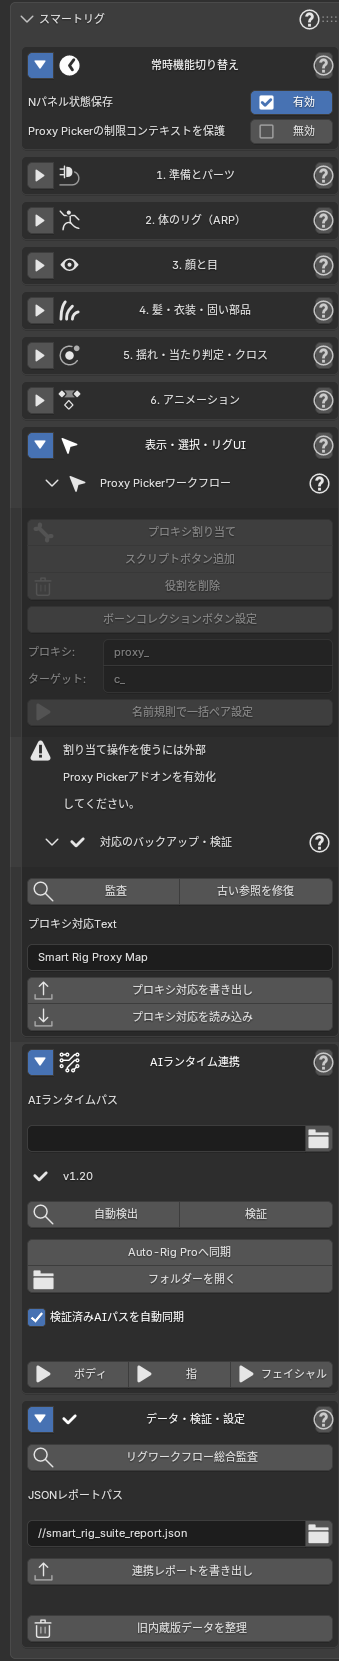 スマートリグ
常時機能切り替え
Nパネル状態保存
有効
Proxy Pickerの制限コンテキストを保護
無効
1. 準備とパーツ
2. 体のリグ（ARP）
3. 顔と目
4. 髪・衣装・固い部品
5. 揺れ・当たり判定・クロス
6. アニメーション
表示・選択・リグUI
Proxy Pickerワークフロー
プロキシ割り当て
スクリプトボタン追加
役割を削除
ボーンコレクションボタン設定
プロキシ:
proxy_
ターゲット:
c_
名前規則で一括ペア設定
割り当て操作を使うには外部
Proxy Pickerアドオンを有効化
してください。
対応のバックアップ・検証
監査
古い参照を修復
プロキシ対応Text
Smart Rig Proxy Map
プロキシ対応を書き出し
プロキシ対応を読み込み
AIランタイム連携
AIランタイムパス
v1.20
自動検出
検証
Auto-Rig Proへ同期
フォルダーを開く
検証済みAIパスを自動同期
ボディ
指
フェイシャル
データ・検証・設定
リグワークフロー総合監査
JSONレポートパス
//smart_rig_suite_report.json
連携レポートを書き出し
旧内蔵版データを整理